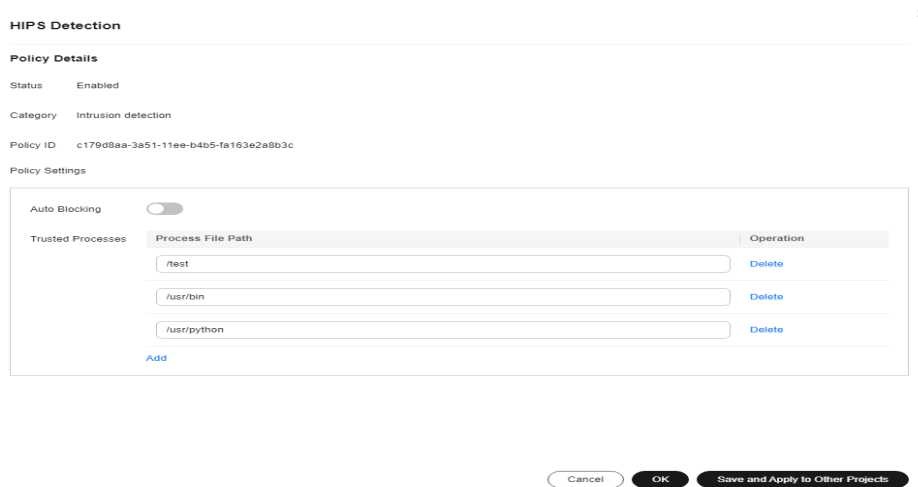 HIPS Detection
Policy Details
Status Enabled
Category Intrusion detection
Policy ID c179d8aa-3a51-11ee-b4b5-fa163e2a8b3c
Policy Settings
Auto Blocking
Trusted Processes Process File Path Operation
/test Delete
/usr/bin Delete
/usr/python Delete
Add
Cancel OK Save and Apply to Other Projects